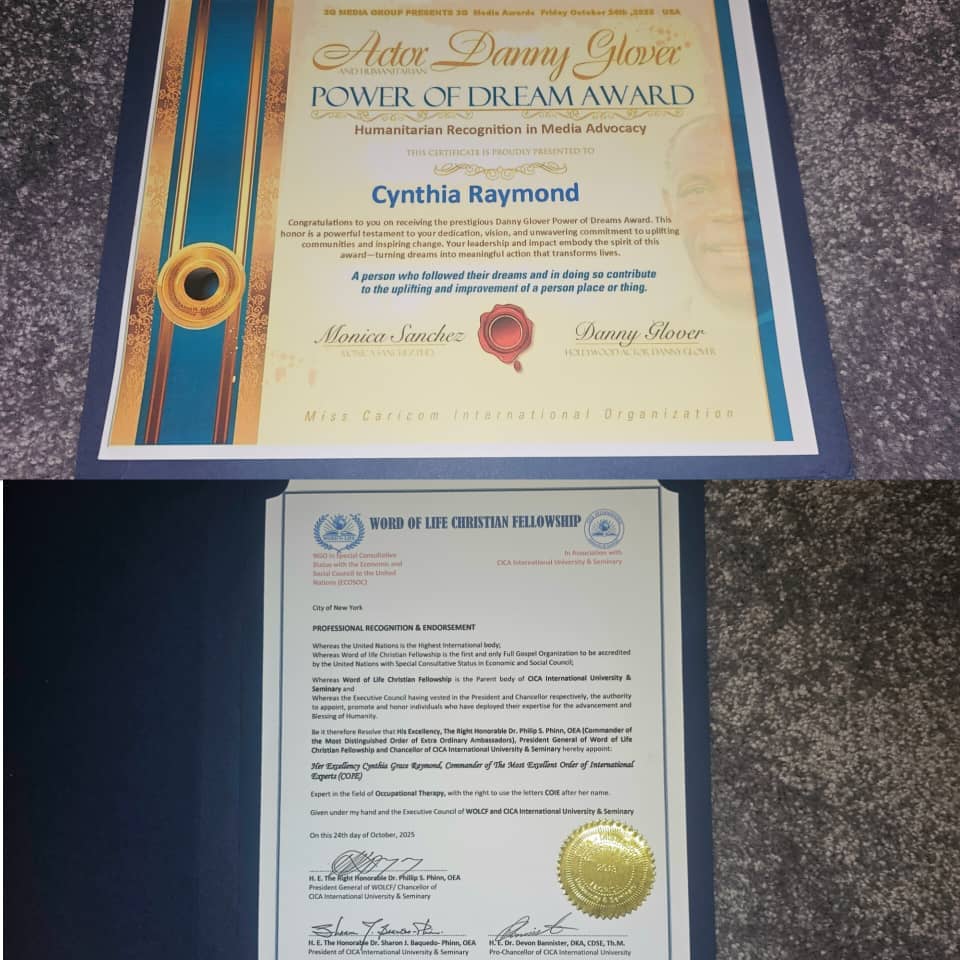 3G MEDIA GROUP PRESENTS 3G Media Awards Friday October 24th ,2025 USA
Actor Danny Glover
AND HUMANITARIAN
POWER OF DREAM AWARD
Humanitarian Recognition in Media Advocacy
THIS CERTIFICATE IS PROUDLY PRESENTED TO
Cynthia Raymond
Congratulations to you on receiving the prestigious Danny Glover Power of Dreams Award. This
honor is a powerful testament to your dedication, vision, and unwavering commitment to uplifting
communities and inspiring change. Your leadership and impact embody the spirit of this
award—turning dreams into meaningful action that transforms lives.
A person who followed their dreams and in doing so contribute
to the uplifting and improvement of a person place or thing.
Monica Sanchez Danny Glover
MONICA SANCHEZ PHD HOLLYWOOD ACTOR DANNY GLOVER
Miss Caricom International Organization
WORD OF LIFE CHRISTIAN FELLOWSHIP
NGO in Special Consultative
Status with the Economic and
Social Council to the United
Nations (ECOSOC)
In Association with
CICA International University & Seminary
City of New York
PROFESSIONAL RECOGNITION & ENDORSEMENT
Whereas the United Nations is the Highest International body;
Whereas Word of life Christian Fellowship is the first and only Full Gospel Organization to be accredited
by the United Nations with Special Consultative Status in Economic and Social Council;
Whereas Word of Life Christian Fellowship is the Parent body of CICA International University &
Seminary and
Whereas the Executive Council having vested in the President and Chancellor respectively, the authority
to appoint, promote and honor individuals who have deployed their expertise for the advancement and
Blessing of Humanity.
Be it therefore Resolve that His Excellency, The Right Honorable Dr. Philip S. Phinn, OEA (Commander of
the Most Distinguished Order of Extra Ordinary Ambassadors), President General of Word of Life
Christian Fellowship and Chancellor of CICA International University & Seminary hereby appoint:
Her Excellency Cynthia Grace Raymond, Commander of The Most Excellent Order of International
Experts (COIE)
Expert in the field of Occupational Therapy, with the right to use the letters COIE after her name.
Given under my hand and the Executive Council of WOLCF and CICA International University & Seminary
On this 24th day of October, 2025
H. E. The Right Honorable Dr. Phillip S. Phinn, OEA
President General of WOLCF/ Chancellor of
CICA International University & Seminary
H. E. The Honorable Dr. Sharon J. Baquedo- Phinn, OEA
President of CICA International University & Seminary
H. E. Dr. Devon Bannister, DKA, CDSE, Th.M.
Pro-Chancellor of CICA International University